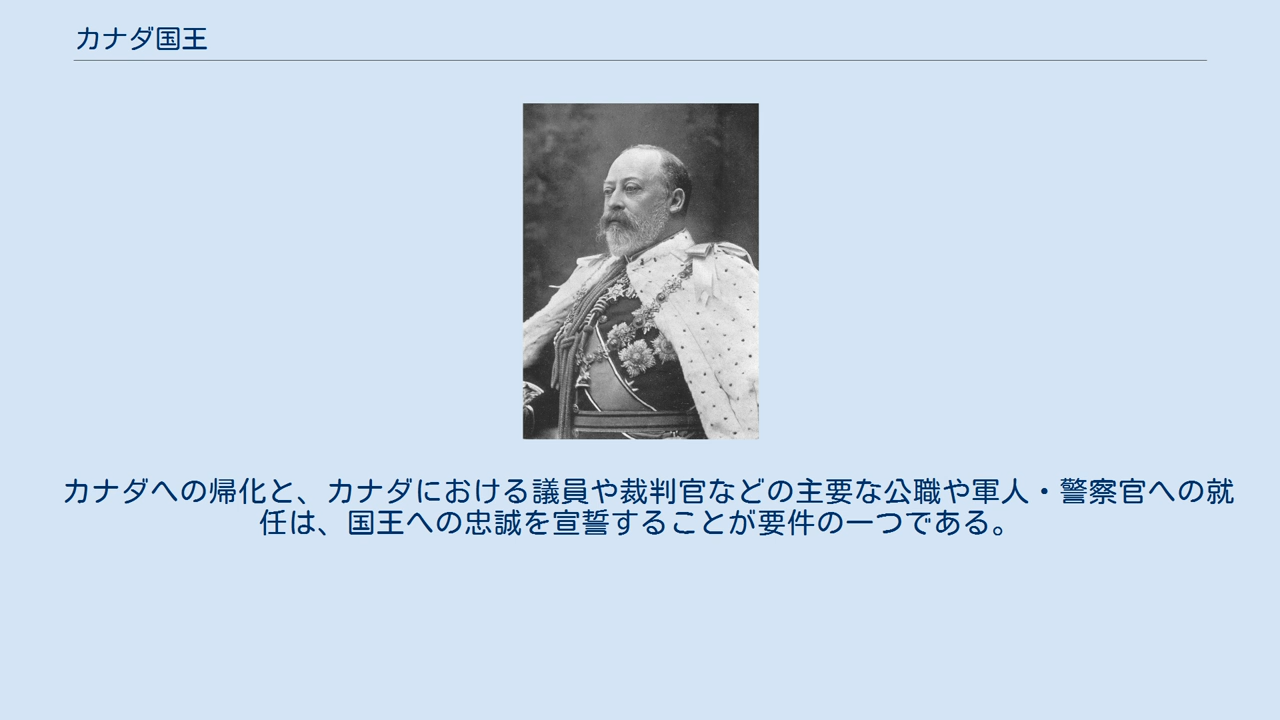 カナダ国王
カナダへの帰化と、カナダにおける議員や裁判官などの主要な公職や軍人・警察官への就
任は、国王への忠誠を宣誓することが要件の一つである。